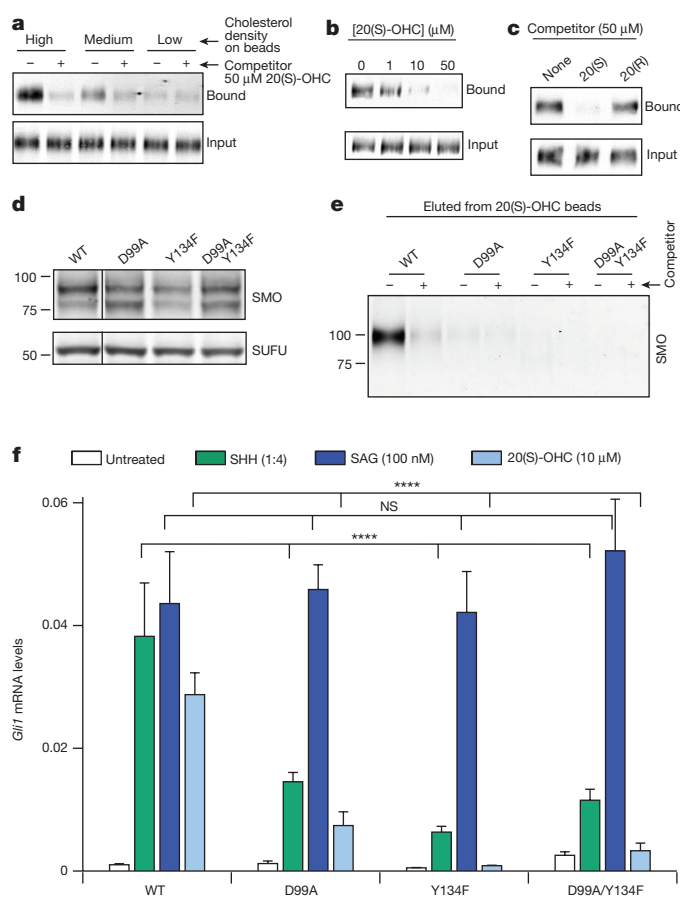 a
Cholesterol
density
on beads
High Medium Low
– + – + – +
Competitor
50 μM 20(S)-OHC
Bound
Input
b
[20(S)-OHC] (μM)
0 1 10 50
Bound
Input
c
Competitor (50 μM)
None 20(S) 20(R)
Bound
Input
d
WT D99A Y134F D99A Y134F
100
75
SMO
50
SUFU
e
Eluted from 20(S)-OHC beads
WT D99A Y134F D99A Y134F
– + – + – + – +
Competitor
100
75
SMO
f
Untreated SHH (1:4) SAG (100 nM) 20(S)-OHC (10 μM)
****
NS
****
0.06
0.04
0.02
0
Gli1 mRNA levels
WT D99A Y134F D99A/Y134F